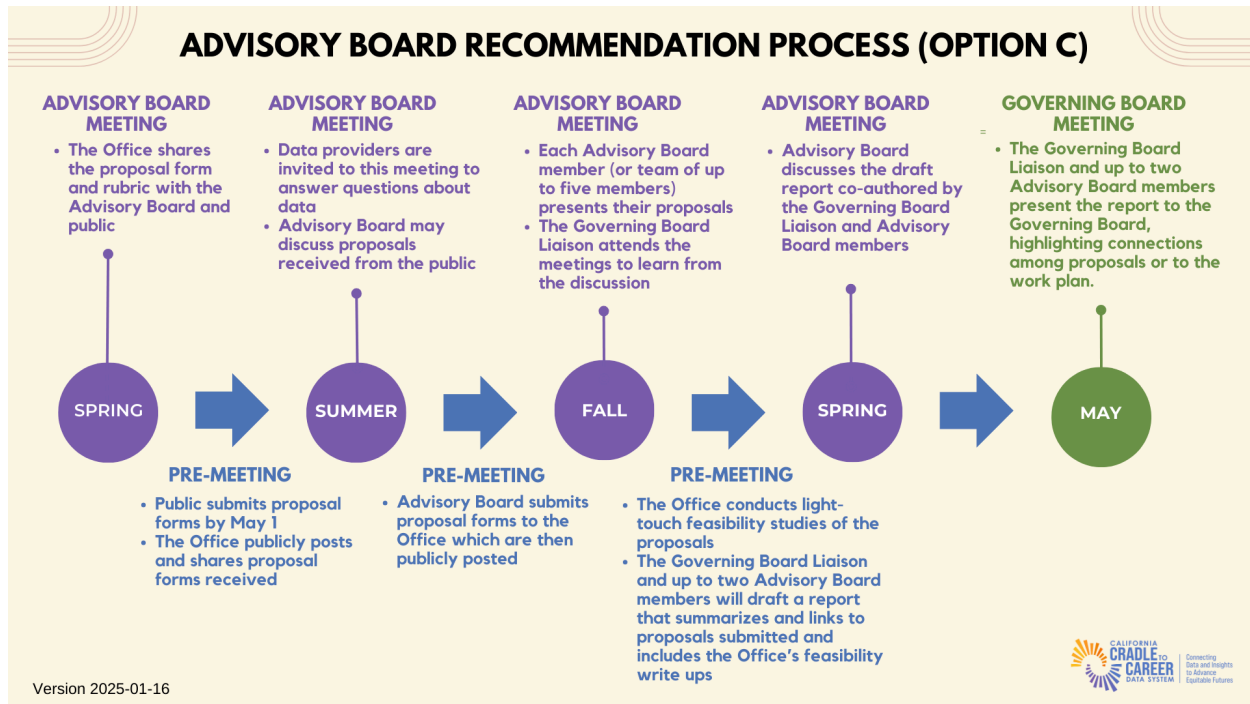 ADVISORY BOARD RECOMMENDATION PROCESS (OPTION C)
ADVISORY BOARD
MEETING
• The Office shares
the proposal form
and rubric with the
Advisory Board and
public
ADVISORY BOARD
MEETING
• Data providers are
invited to this meeting to
answer questions about
data
• Advisory Board may
discuss proposals
received from the public
ADVISORY BOARD
MEETING
• Each Advisory Board
member (or team of up
to five members)
presents their proposals
• The Governing Board
Liaison attends the
meetings to learn from
the discussion
ADVISORY BOARD
MEETING
• Advisory Board
discusses the draft
report co-authored by
the Governing Board
Liaison and Advisory
Board members
=
GOVERNING BOARD
MEETING
• The Governing Board
Liaison and up to two
Advisory Board members
present the report to the
Governing Board,
highlighting connections
among proposals or to the
work plan.
SPRING
SUMMER
FALL
SPRING
MAY
PRE-MEETING
• Public submits proposal
forms by May 1
• The Office publicly posts
and shares proposal
forms received
PRE-MEETING
• Advisory Board submits
proposal forms to the
Office which are then
publicly posted
PRE-MEETING
• The Office conducts light-
touch feasibility studies of the
proposals
• The Governing Board Liaison
and up to two Advisory Board
members will draft a report
that summarizes and links to
proposals submitted and
includes the Office's feasibility
write ups
Version 2025-01-16
CALIFORNIA
CRADLE TO
CAREER
DATA SYSTEM
Connecting
Data and Insights
to Advance
Equitable Futures